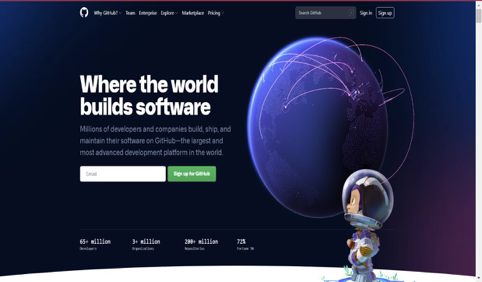 Why GitHub?
Team
Enterprise
Explore
Marketplace
Pricing
Search GitHub
Sign in
Sign up
Where the world
builds software
Millions of developers and companies build, ship, and
maintain their software on GitHub—the largest and
most advanced development platform in the world.
Email
Sign up for GitHub
65+ million
Developers
3+ million
Organizations
200+ million
Repositories
72%
Fortune 50